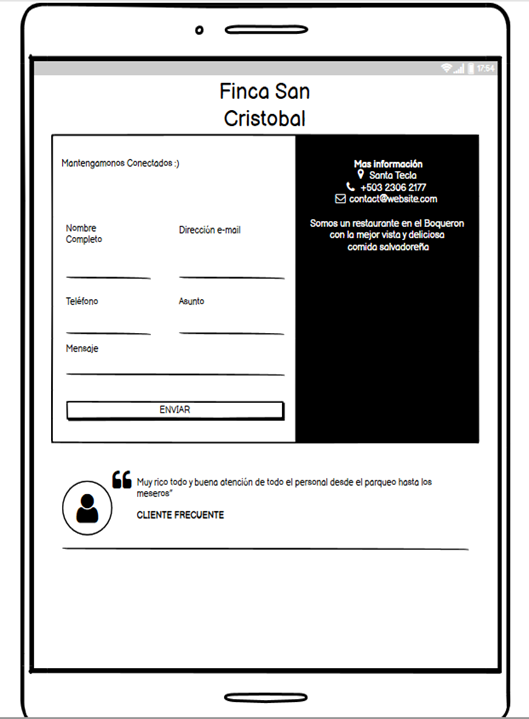 17:54
Finca San
Cristobal
Mantengamonos Conectados :)
Nombre
Completo
Dirección e-mail
Teléfono
Asunto
Mensaje
ENVIAR
Mas información
Santa Tecla
+503 2306 2177
contact@website.com
Somos un restaurante en el Boqueron
con la mejor vista y deliciosa
comida salvadoreña
“ Muy rico todo y buena atención de todo el personal desde el parqueo hasta los
meseros"
CLIENTE FRECUENTE